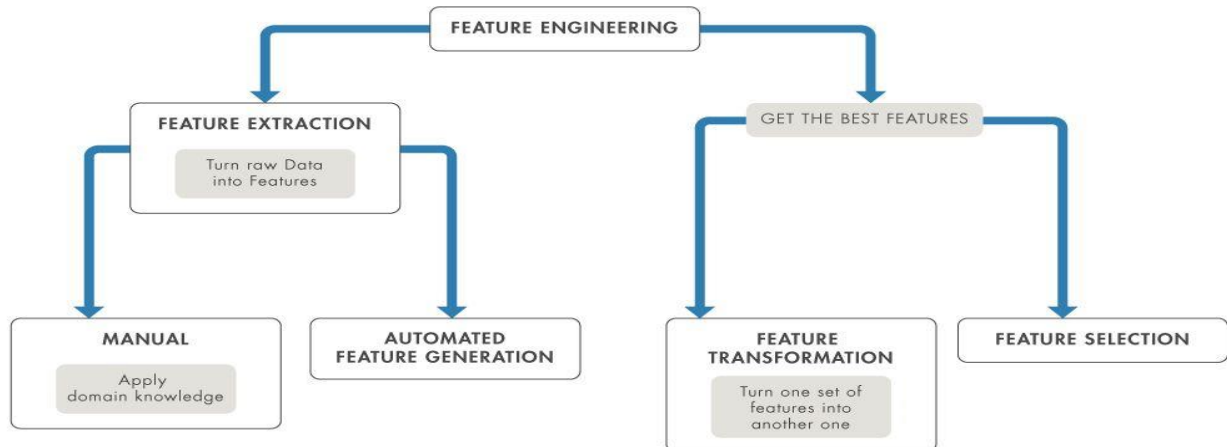 FEATURE ENGINEERING
FEATURE EXTRACTION
Turn raw Data
into Features
GET THE BEST FEATURES
MANUAL
Apply
domain knowledge
AUTOMATED
FEATURE GENERATION
FEATURE
TRANSFORMATION
Turn one set of
features into
another one
FEATURE SELECTION